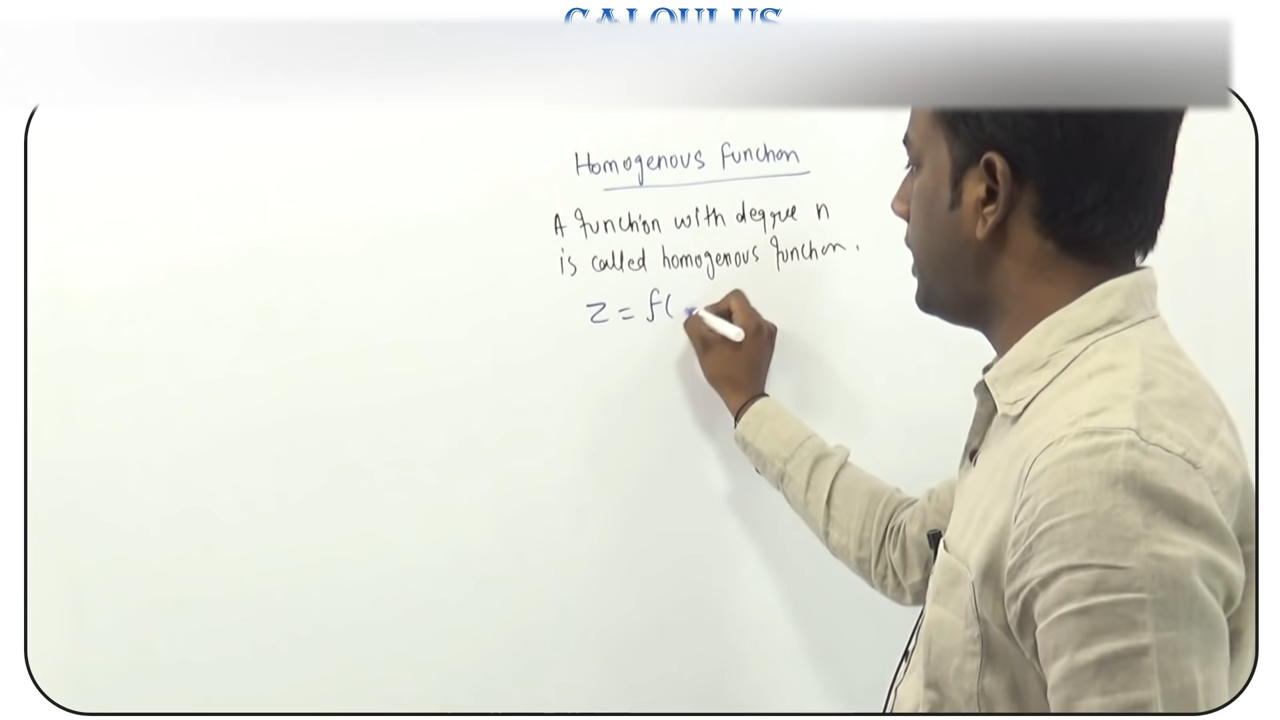 CALCULUS
Homogenous function
A function with degree n
is called homogenous function.
z = f(